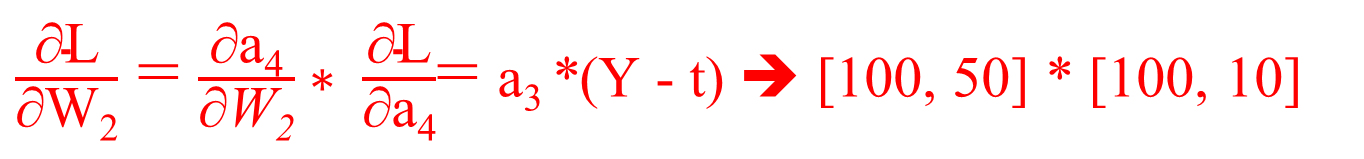 ∂L/∂W₂ = ∂a₄/∂W₂ * ∂L/∂a₄ = a₃ *(Y - t) ➔ [100, 50] * [100, 10]